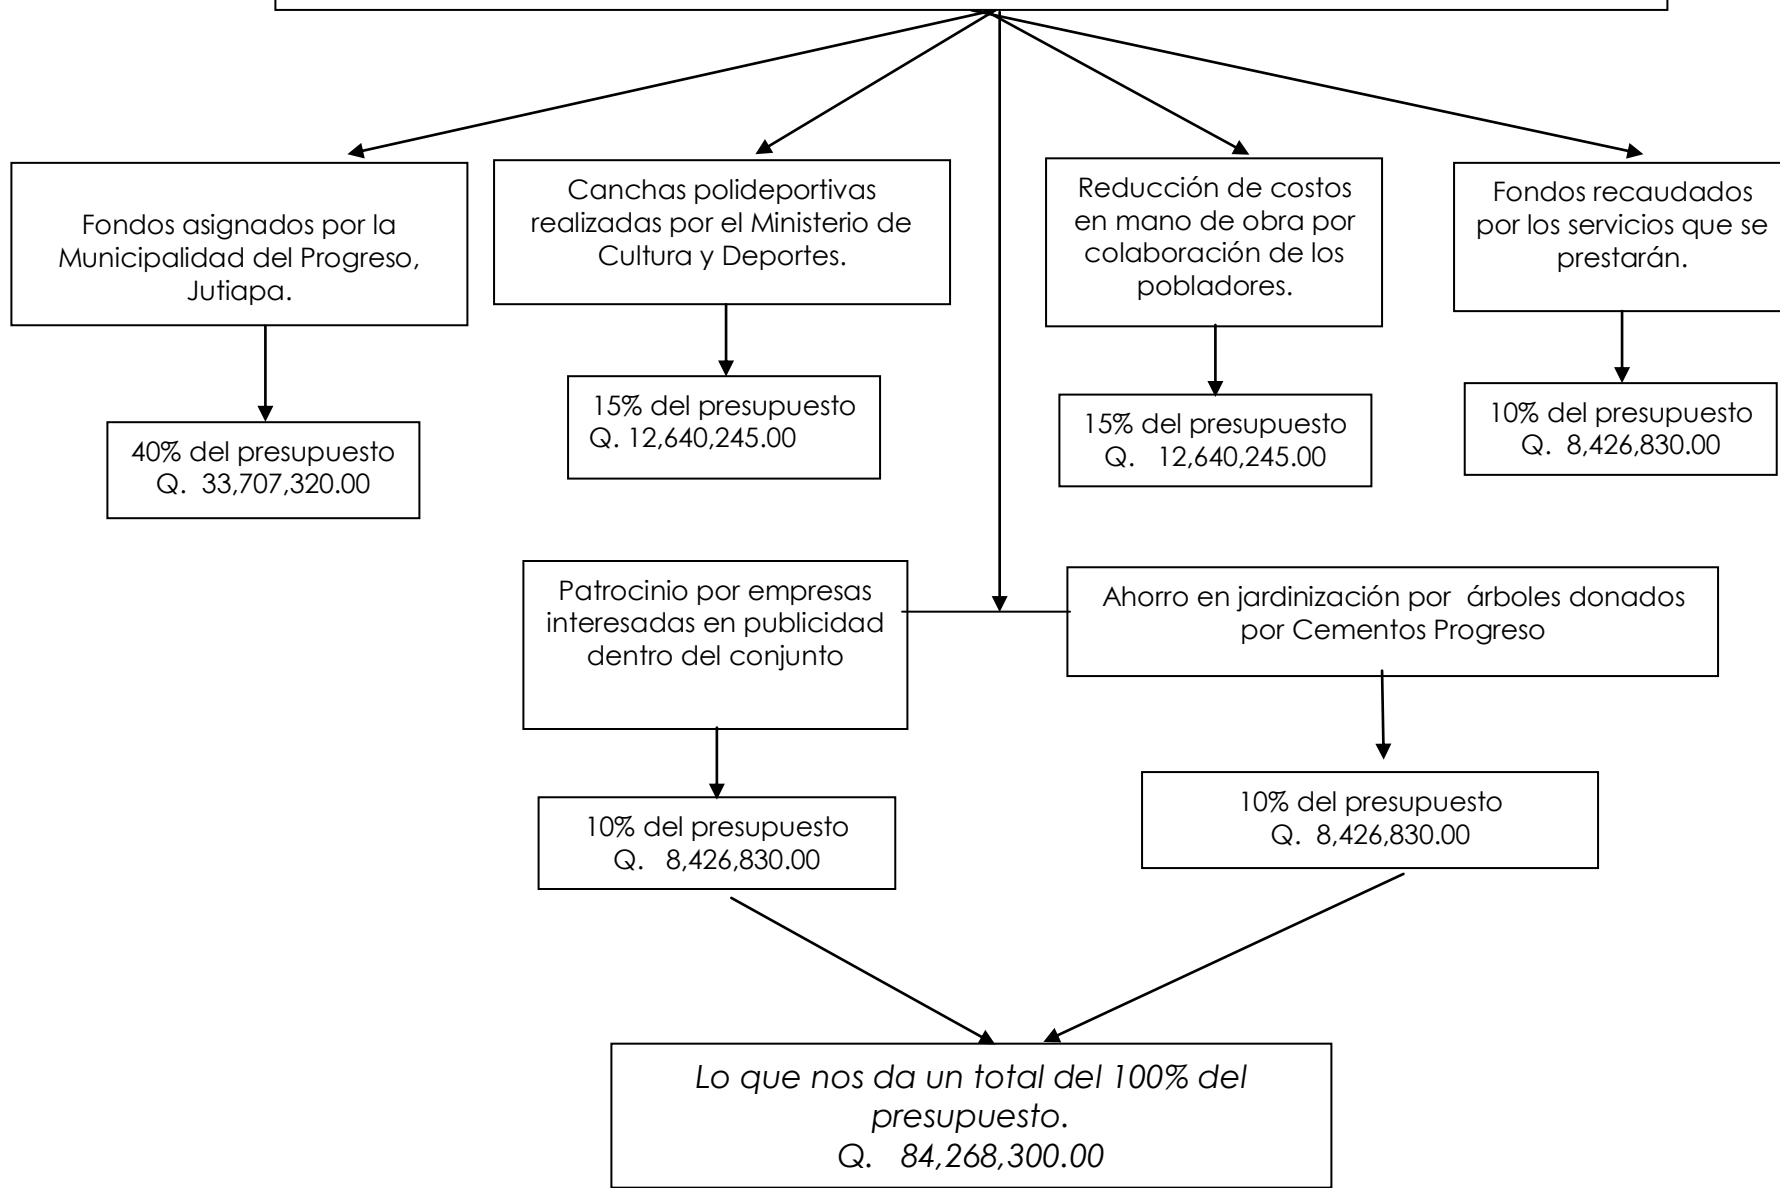 Fondos asignados por la
Municipalidad del Progreso,
Jutiapa.
Canchas polideportivas
realizadas por el Ministerio de
Cultura y Deportes.
Reducción de costos
en mano de obra por
colaboración de los
pobladores.
Fondos recaudados
por los servicios que se
prestarán.
40% del presupuesto
Q. 33,707,320.00
15% del presupuesto
Q. 12,640,245.00
15% del presupuesto
Q. 12,640,245.00
10% del presupuesto
Q. 8,426,830.00
Patrocinio por empresas
interesadas en publicidad
dentro del conjunto
Ahorro en jardinización por árboles donados
por Cementos Progreso
10% del presupuesto
Q. 8,426,830.00
10% del presupuesto
Q. 8,426,830.00
Lo que nos da un total del 100% del
presupuesto.
Q. 84,268,300.00